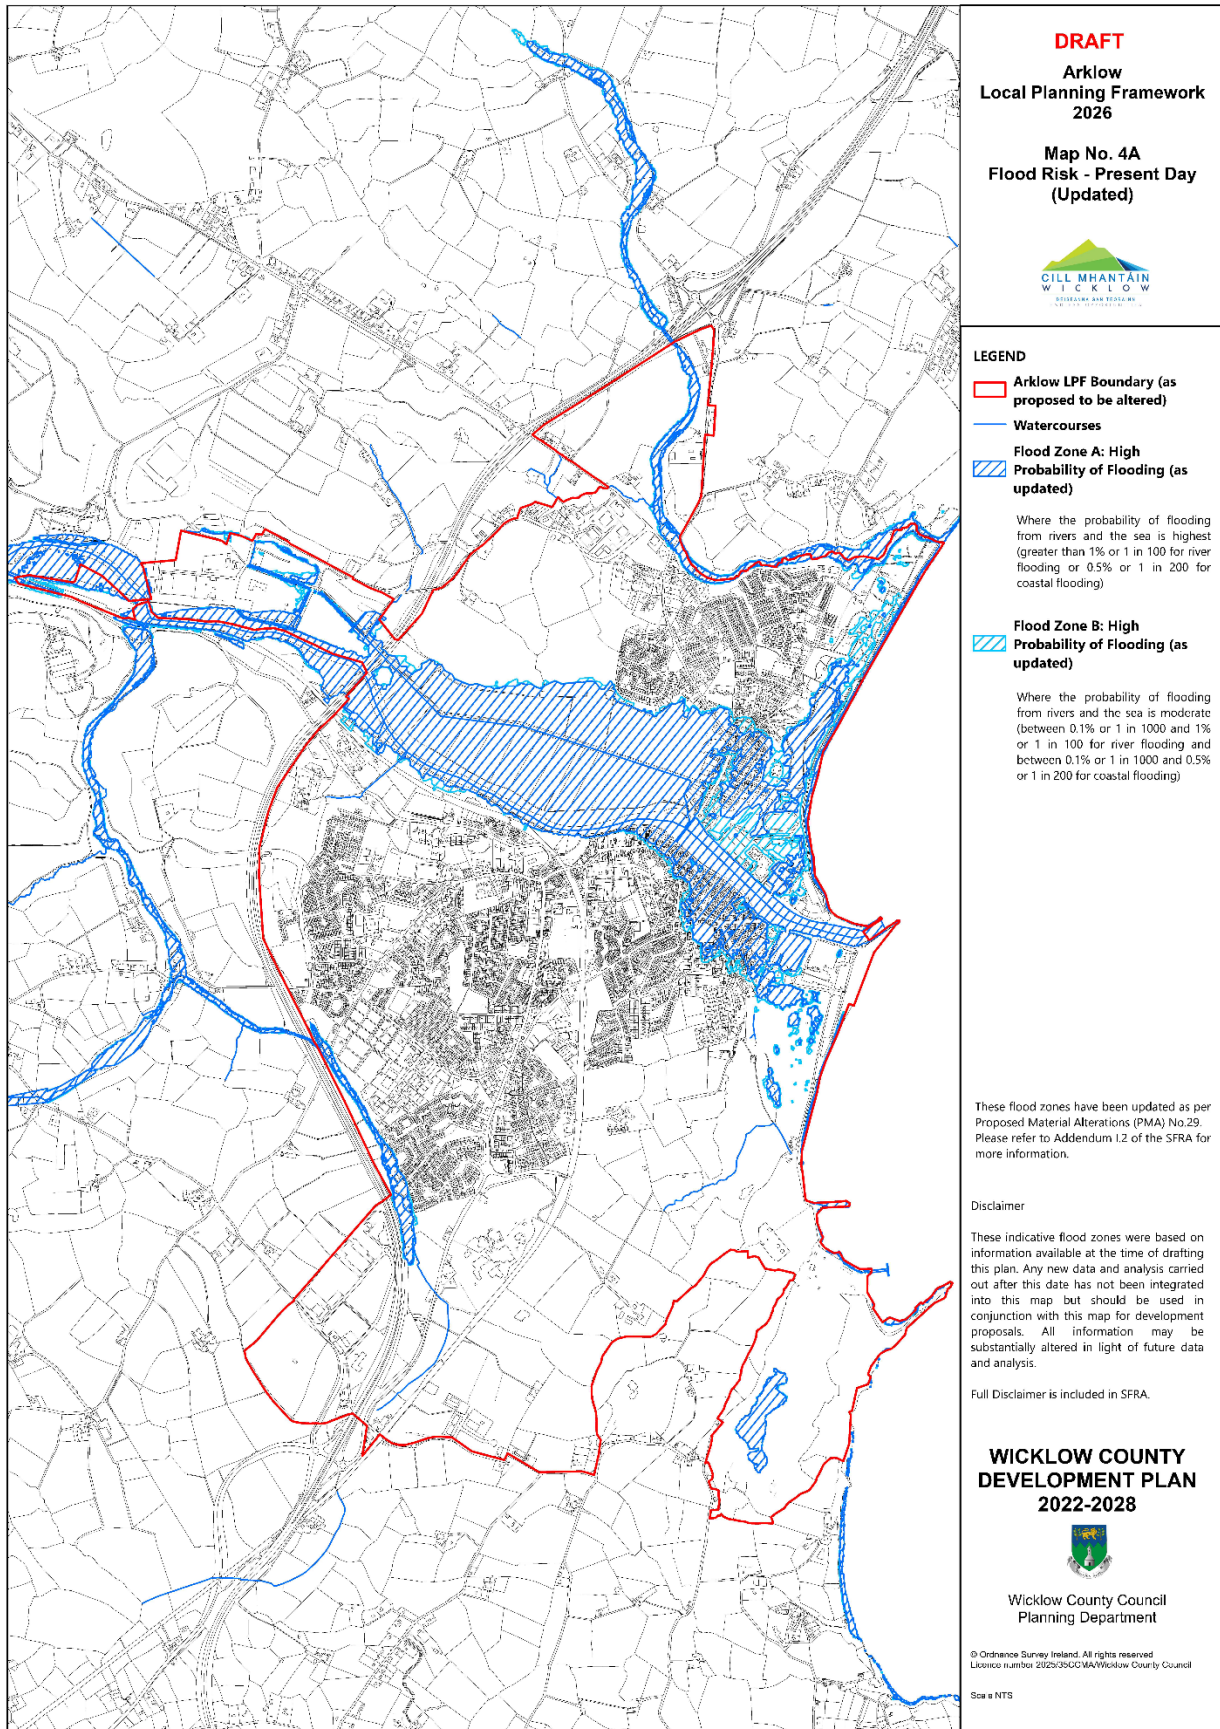 DRAFT
Arklow
Local Planning Framework
2026
Map No. 4A
Flood Risk - Present Day
(Updated)
CILL MHANTÁIN
WICKLOW
LEGEND
Arklow LPF Boundary (as
proposed to be altered)
Watercourses
Flood Zone A: High
Probability of Flooding (as
updated)
Where the probability of flooding
from rivers and the sea is highest
(greater than 1% or 1 in 100 for river
flooding or 0.5% or 1 in 200 for
coastal flooding)
Flood Zone B: High
Probability of Flooding (as
updated)
Where the probability of flooding
from rivers and the sea is moderate
(between 0.1% or 1 in 1000 and 1%
or 1 in 100 for river flooding and
between 0.1% or 1 in 1000 and 0.5%
or 1 in 200 for coastal flooding)
These flood zones have been updated as per
Proposed Material Alterations (PMA) No.29.
Please refer to Addendum I.2 of the SFRA for
more information.
Disclaimer
These indicative flood zones were based on
information available at the time of drafting
this plan. Any new data and analysis carried
out after this date has not been integrated
into this map but should be used in
conjunction with this map for development
proposals. All information may be
substantially altered in light of future data
and analysis.
Full Disclaimer is included in SFRA.
WICKLOW COUNTY
DEVELOPMENT PLAN
2022-2028
Wicklow County Council
Planning Department
© Ordnance Survey Ireland. All rights reserved
Licence number 2025/35CCMA/Wicklow County Council
Scale NTS